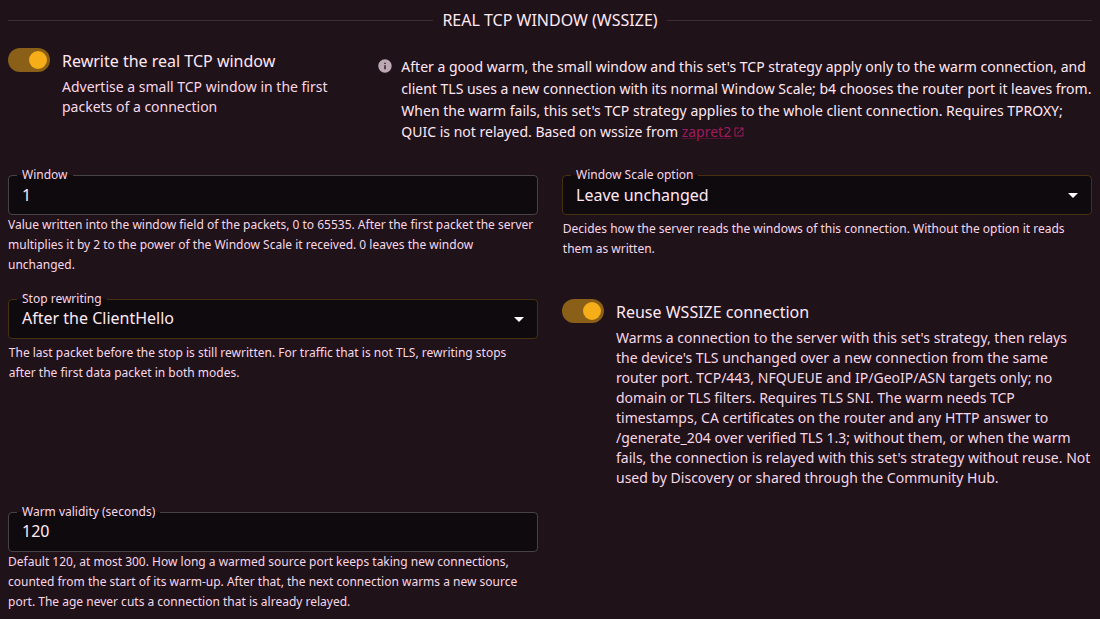 REAL TCP WINDOW (WSSIZE)
Rewrite the real TCP window
Advertise a small TCP window in the first
packets of a connection
After a good warm, the small window and this set's TCP strategy apply only to the warm connection, and
client TLS uses a new connection with its normal Window Scale; b4 chooses the router port it leaves from.
When the warm fails, this set's TCP strategy applies to the whole client connection. Requires TPROXY;
QUIC is not relayed. Based on wssize from zapret2
Window
1
Value written into the window field of the packets, 0 to 65535. After the first packet the server
multiplies it by 2 to the power of the Window Scale it received. 0 leaves the window
unchanged.
Window Scale option
Leave unchanged
Decides how the server reads the windows of this connection. Without the option it reads
them as written.
Stop rewriting
After the ClientHello
The last packet before the stop is still rewritten. For traffic that is not TLS, rewriting stops
after the first data packet in both modes.
Reuse WSSIZE connection
Warms a connection to the server with this set's strategy, then relays
the device's TLS unchanged over a new connection from the same
router port. TCP/443, NFQUEUE and IP/GeoIP/ASN targets only; no
domain or TLS filters. Requires TLS SNI. The warm needs TCP
timestamps, CA certificates on the router and any HTTP answer to
/generate_204 over verified TLS 1.3; without them, or when the warm
fails, the connection is relayed with this set's strategy without reuse. Not
used by Discovery or shared through the Community Hub.
Warm validity (seconds)
120
Default 120, at most 300. How long a warmed source port keeps taking new connections,
counted from the start of its warm-up. After that, the next connection warms a new source
port. The age never cuts a connection that is already relayed.